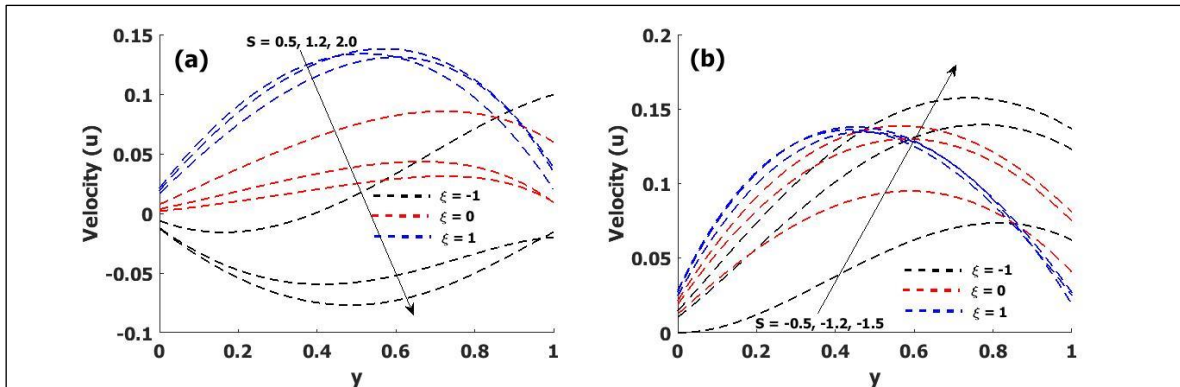 (a)
S = 0.5, 1.2, 2.0
0.15
0.1
0.05
0
-0.05
-0.1
Velocity (u)
ξ = -1
ξ = 0
ξ = 1
0 0.2 0.4 0.6 0.8 1
y
(b)
0.2
0.15
0.1
0.05
0
Velocity (u)
ξ = -1
ξ = 0
ξ = 1
S = -0.5, -1.2, -1.5
0 0.2 0.4 0.6 0.8 1
y